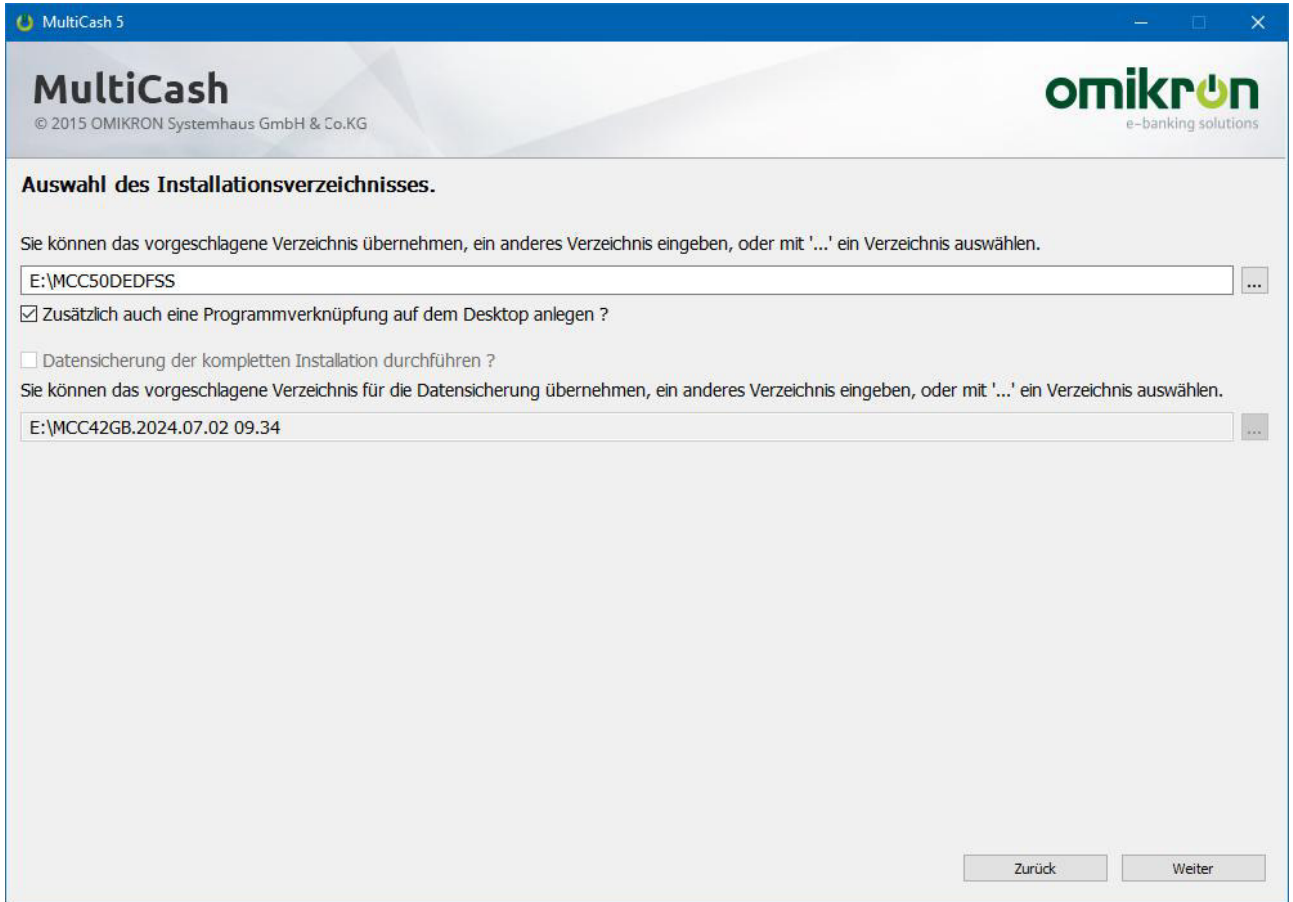 MultiCash 5
MultiCash
© 2015 OMIKRON Systemhaus GmbH & Co.KG
omikron
e-banking solutions
Auswahl des Installationsverzeichnisses.
Sie können das vorgeschlagene Verzeichnis übernehmen, ein anderes Verzeichnis eingeben, oder mit '...' ein Verzeichnis auswählen.
E:\MCC50DEDFSS
...
Zusätzlich auch eine Programmverknüpfung auf dem Desktop anlegen ?
Datensicherung der kompletten Installation durchführen ?
Sie können das vorgeschlagene Verzeichnis für die Datensicherung übernehmen, ein anderes Verzeichnis eingeben, oder mit '...' ein Verzeichnis auswählen.
E:\MCC42GB.2024.07.02 09.34
...
Zurück
Weiter